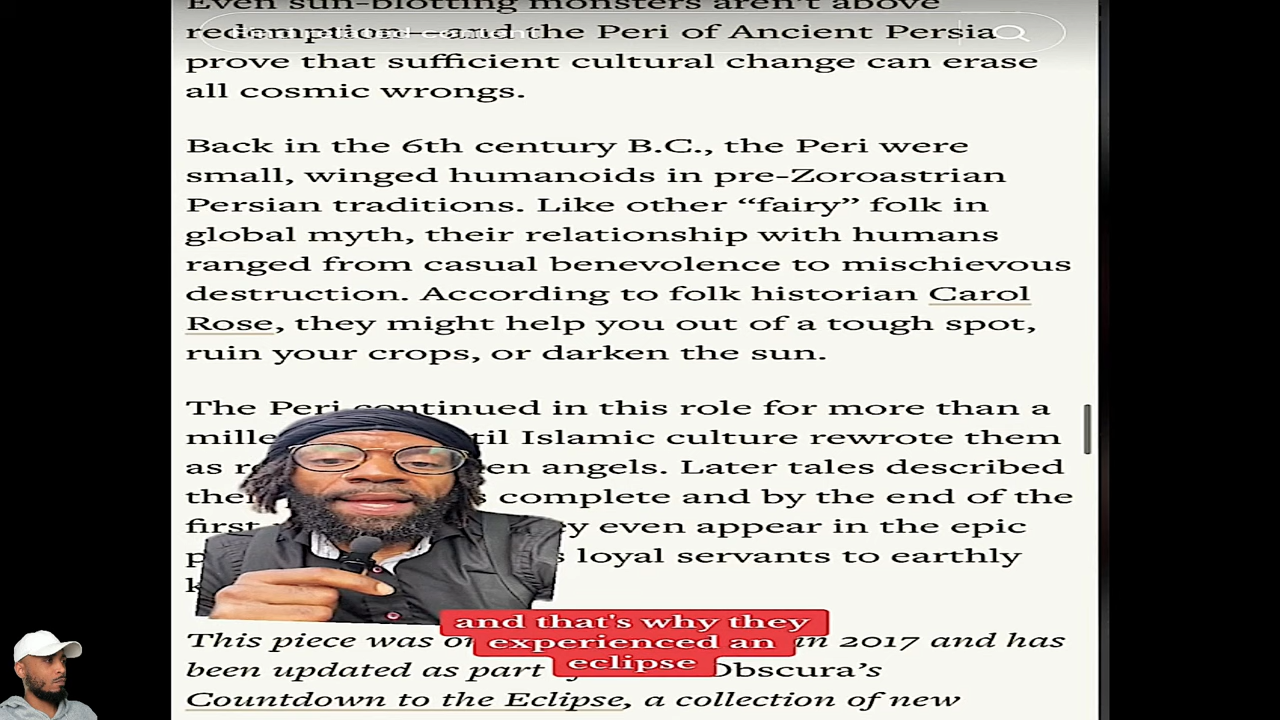 Even sun-blotting monsters aren't above
redemption—and the Peri of Ancient Persia
prove that sufficient cultural change can erase
all cosmic wrongs.
Back in the 6th century B.C., the Peri were
small, winged humanoids in pre-Zoroastrian
Persian traditions. Like other “fairy” folk in
global myth, their relationship with humans
ranged from casual benevolence to mischievous
destruction. According to folk historian Carol
Rose, they might help you out of a tough spot,
ruin your crops, or darken the sun.
The Peri continued in this role for more than a
til Islamic culture rewrote them
as angels. Later tales described
complete and by the end of the
first even appear in the epic
loyal servants to earthly
and that's why they
experienced an
eclipse
This piece was in 2017 and has
been updated as part Obscura’s
Countdown to the Eclipse, a collection of new